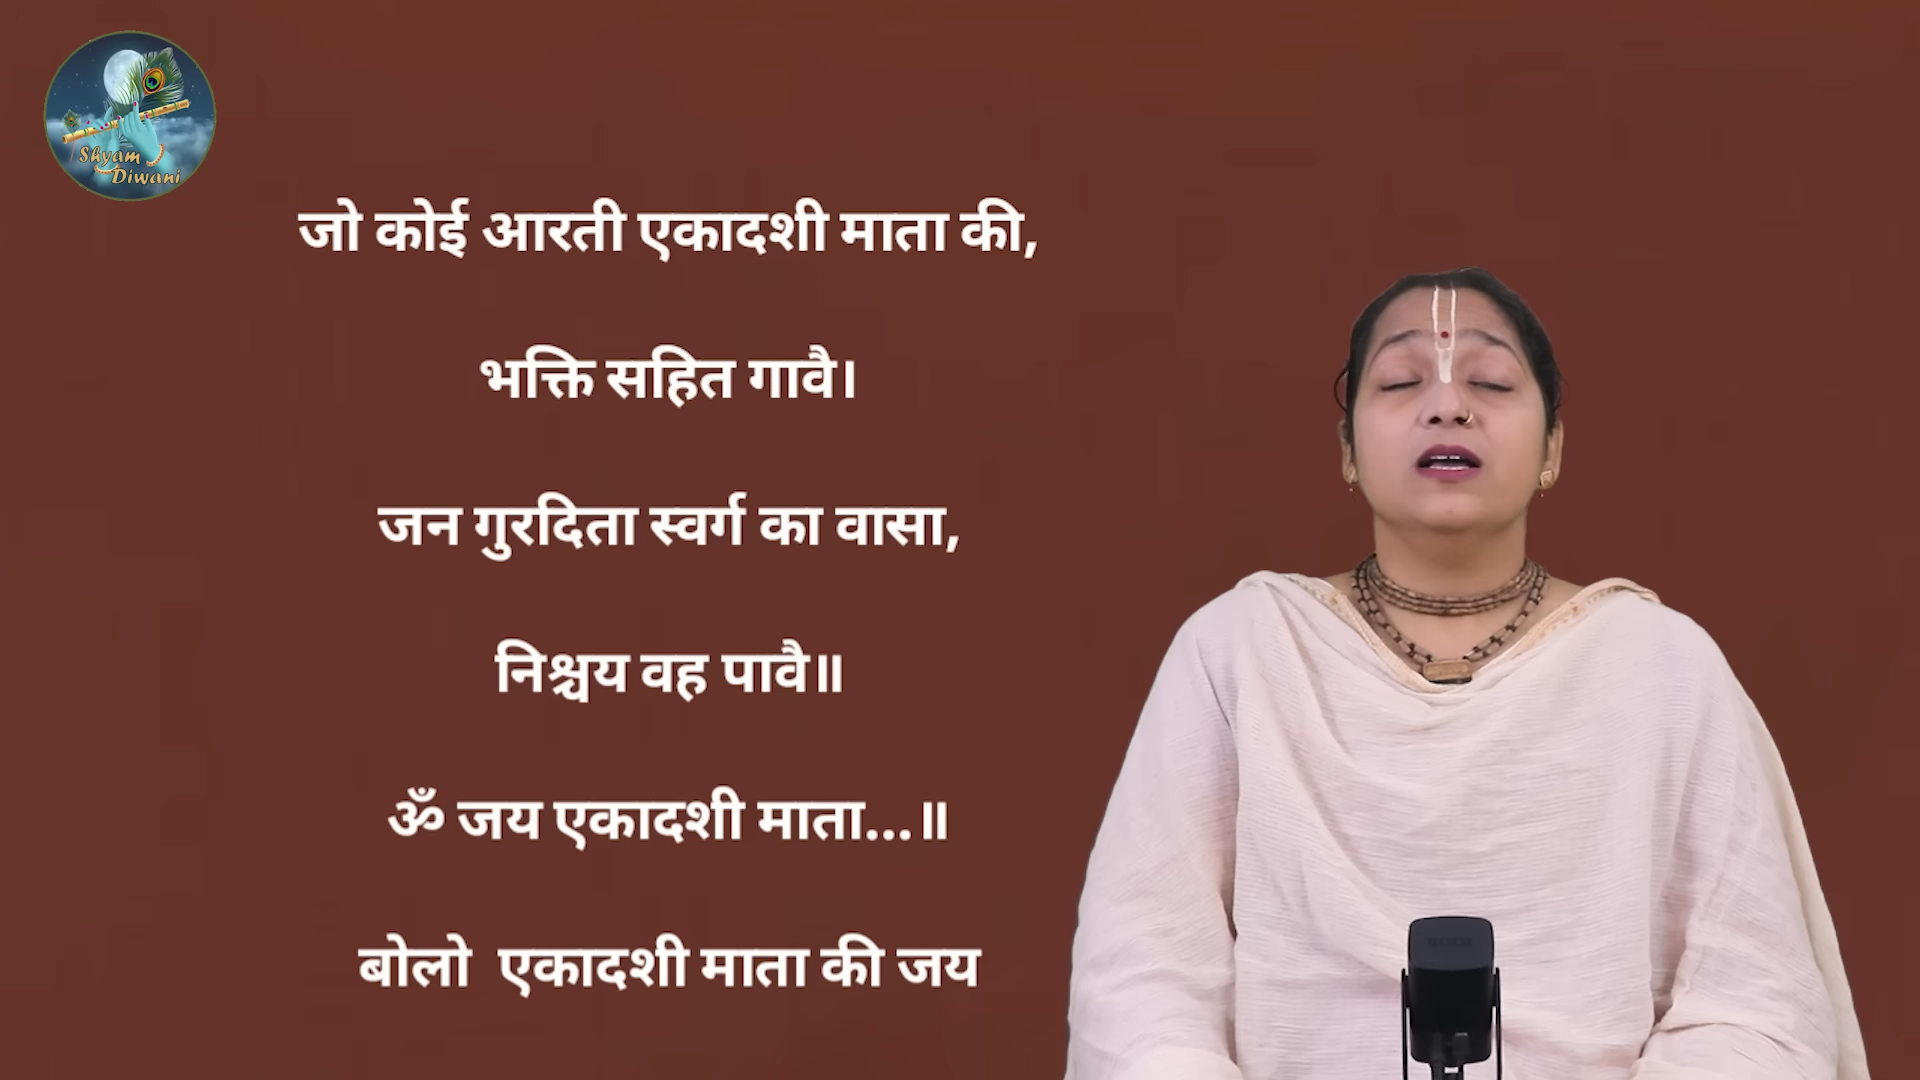 Shyam
Diwani
जो कोई आरती एकादशी माता की,
भक्ति सहित गावै।
जन गुरदिता स्वर्ग का वासा,
निश्चय वह पावै॥
ॐ जय एकादशी माता...॥
बोलो एकादशी माता की जय